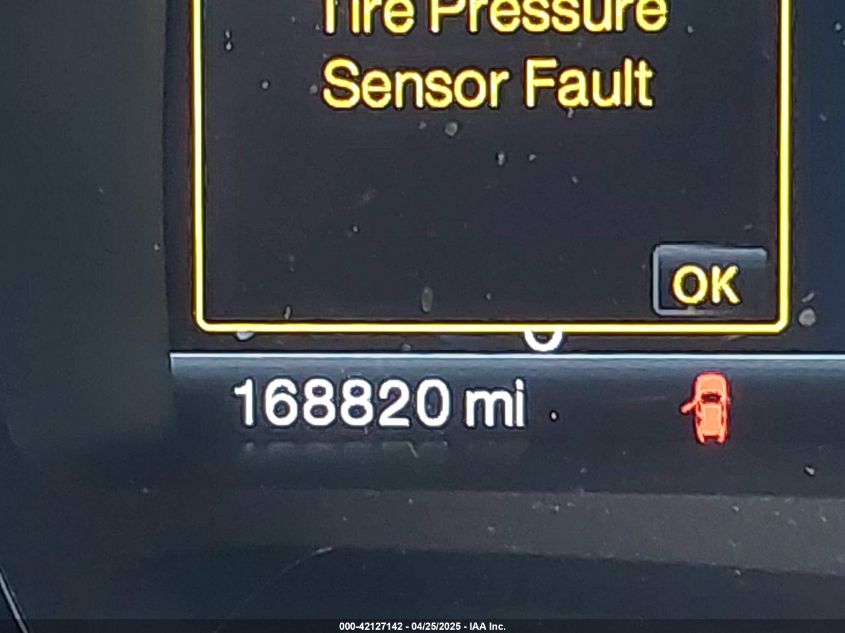 Tire Pressure
Sensor Fault
OK
168820 mi
000-42127142 - 04/25/2025 - IAA Inc.